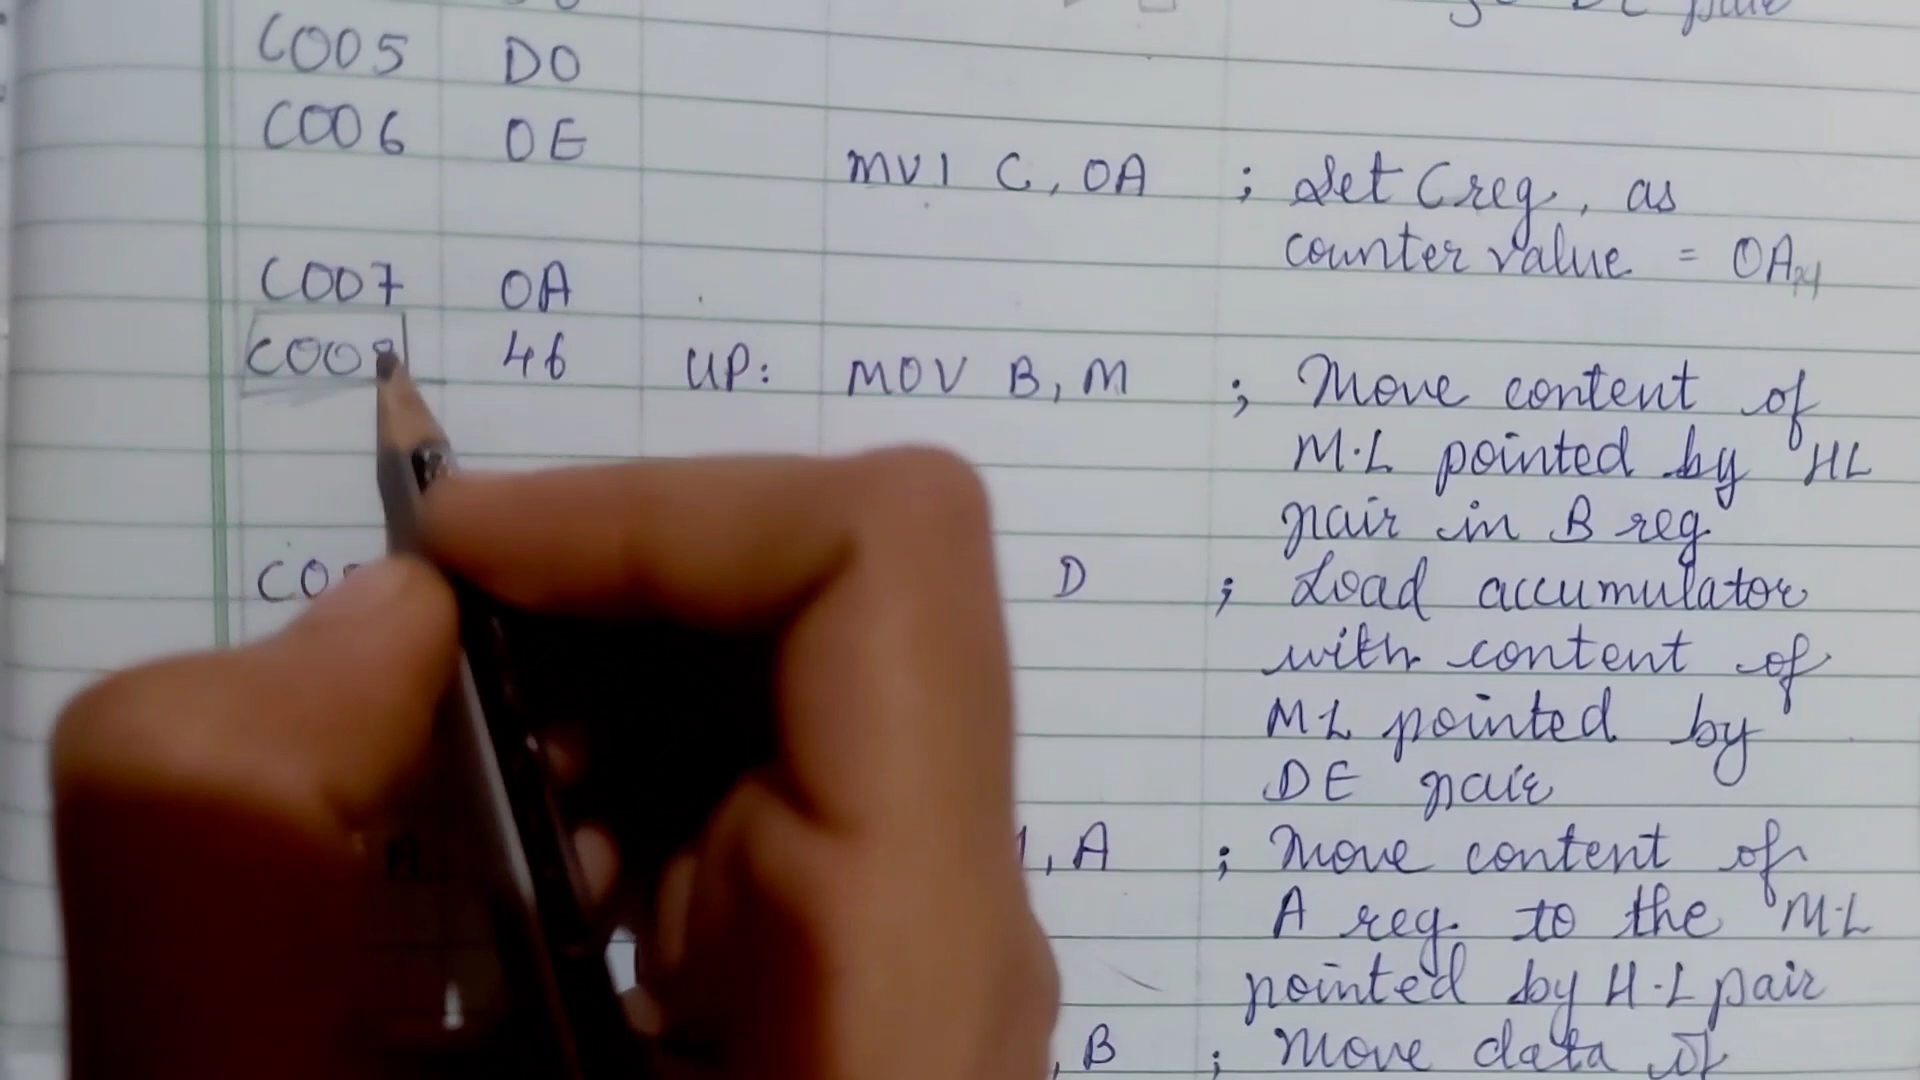 C005 D0
C006 0E
MVI C, 0A ; Set C reg. as
counter value = 0AH
C007 0A
C008 46 UP: MOV B, M ; Move content of
M.L pointed by HL
pair in B reg.
D ; Load accumulator
with content of
ML pointed by
DE pair
, A ; Move content of
A reg. to the M.L
pointed by H.L pair
, B ; Move data of